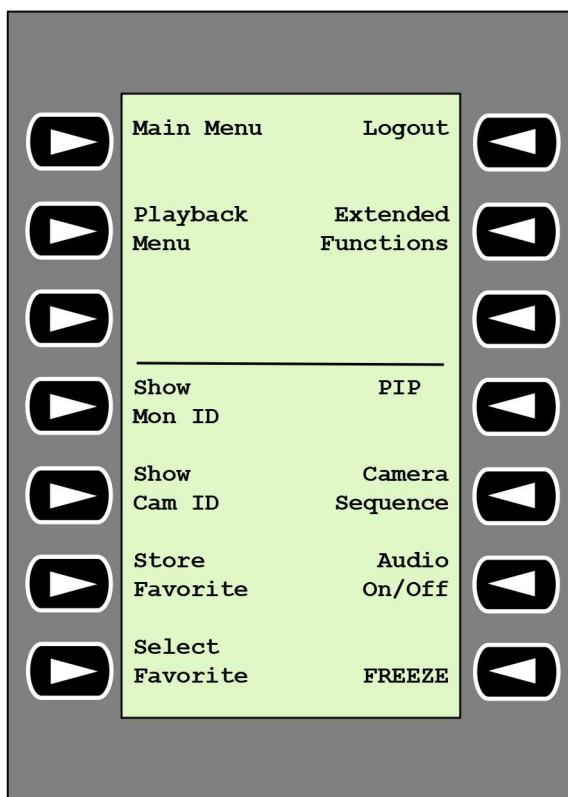 Main Menu Logout
Playback Extended
Menu Functions
Show PIP
Mon ID
Show Camera
Cam ID Sequence
Store Audio
Favorite On/Off
Select
Favorite FREEZE